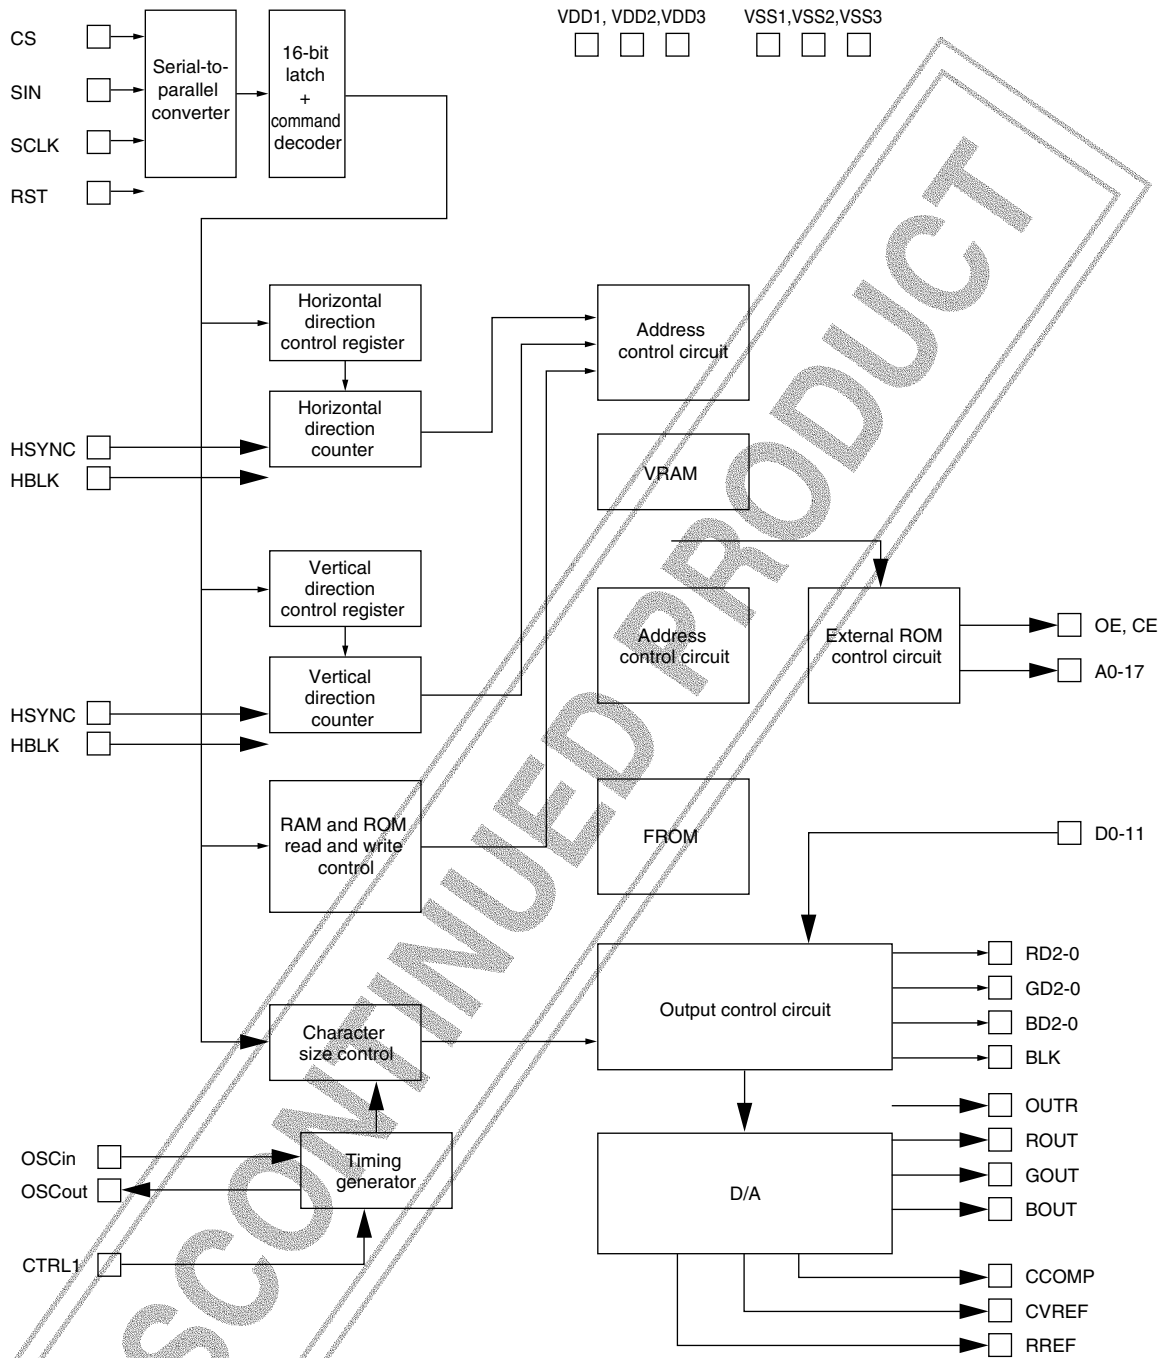 VDD1, VDD2,VDD3
VSS1,VSS2,VSS3
CS
SIN
SCLK
RST
Serial-to-
parallel
converter
16-bit
latch
+
command
decoder
Horizontal
direction
control register
Horizontal
direction
counter
HSYNC
HBLK
Address
control circuit
VRAM
Vertical
direction
control register
Vertical
direction
counter
HSYNC
HBLK
Address
control circuit
External ROM
control circuit
OE, CE
A0-17
RAM and ROM
read and write
control
FROM
D0-11
Character
size control
Output control circuit
RD2-0
GD2-0
BD2-0
BLK
OSCin
OSCout
CTRL1
Timing
generator
D/A
OUTR
ROUT
GOUT
BOUT
CCOMP
CVREF
RREF
SCONTINUED PRODUCT